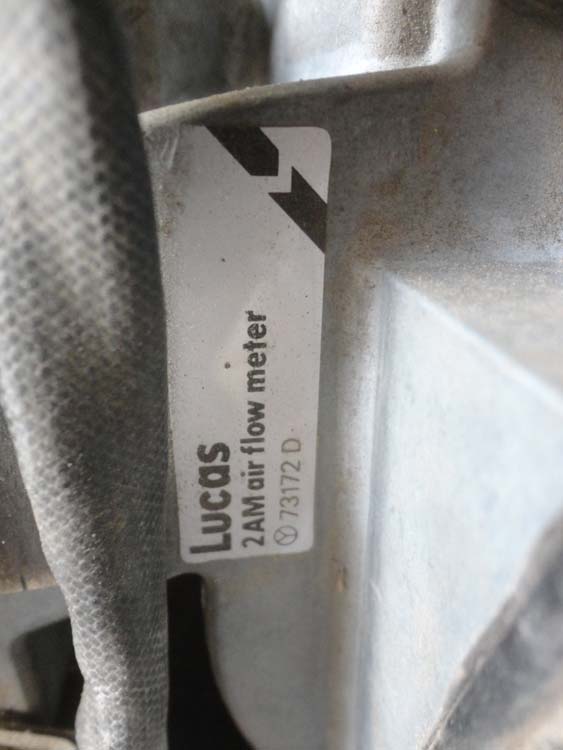 Lucas
2AM air flow meter
73172 D